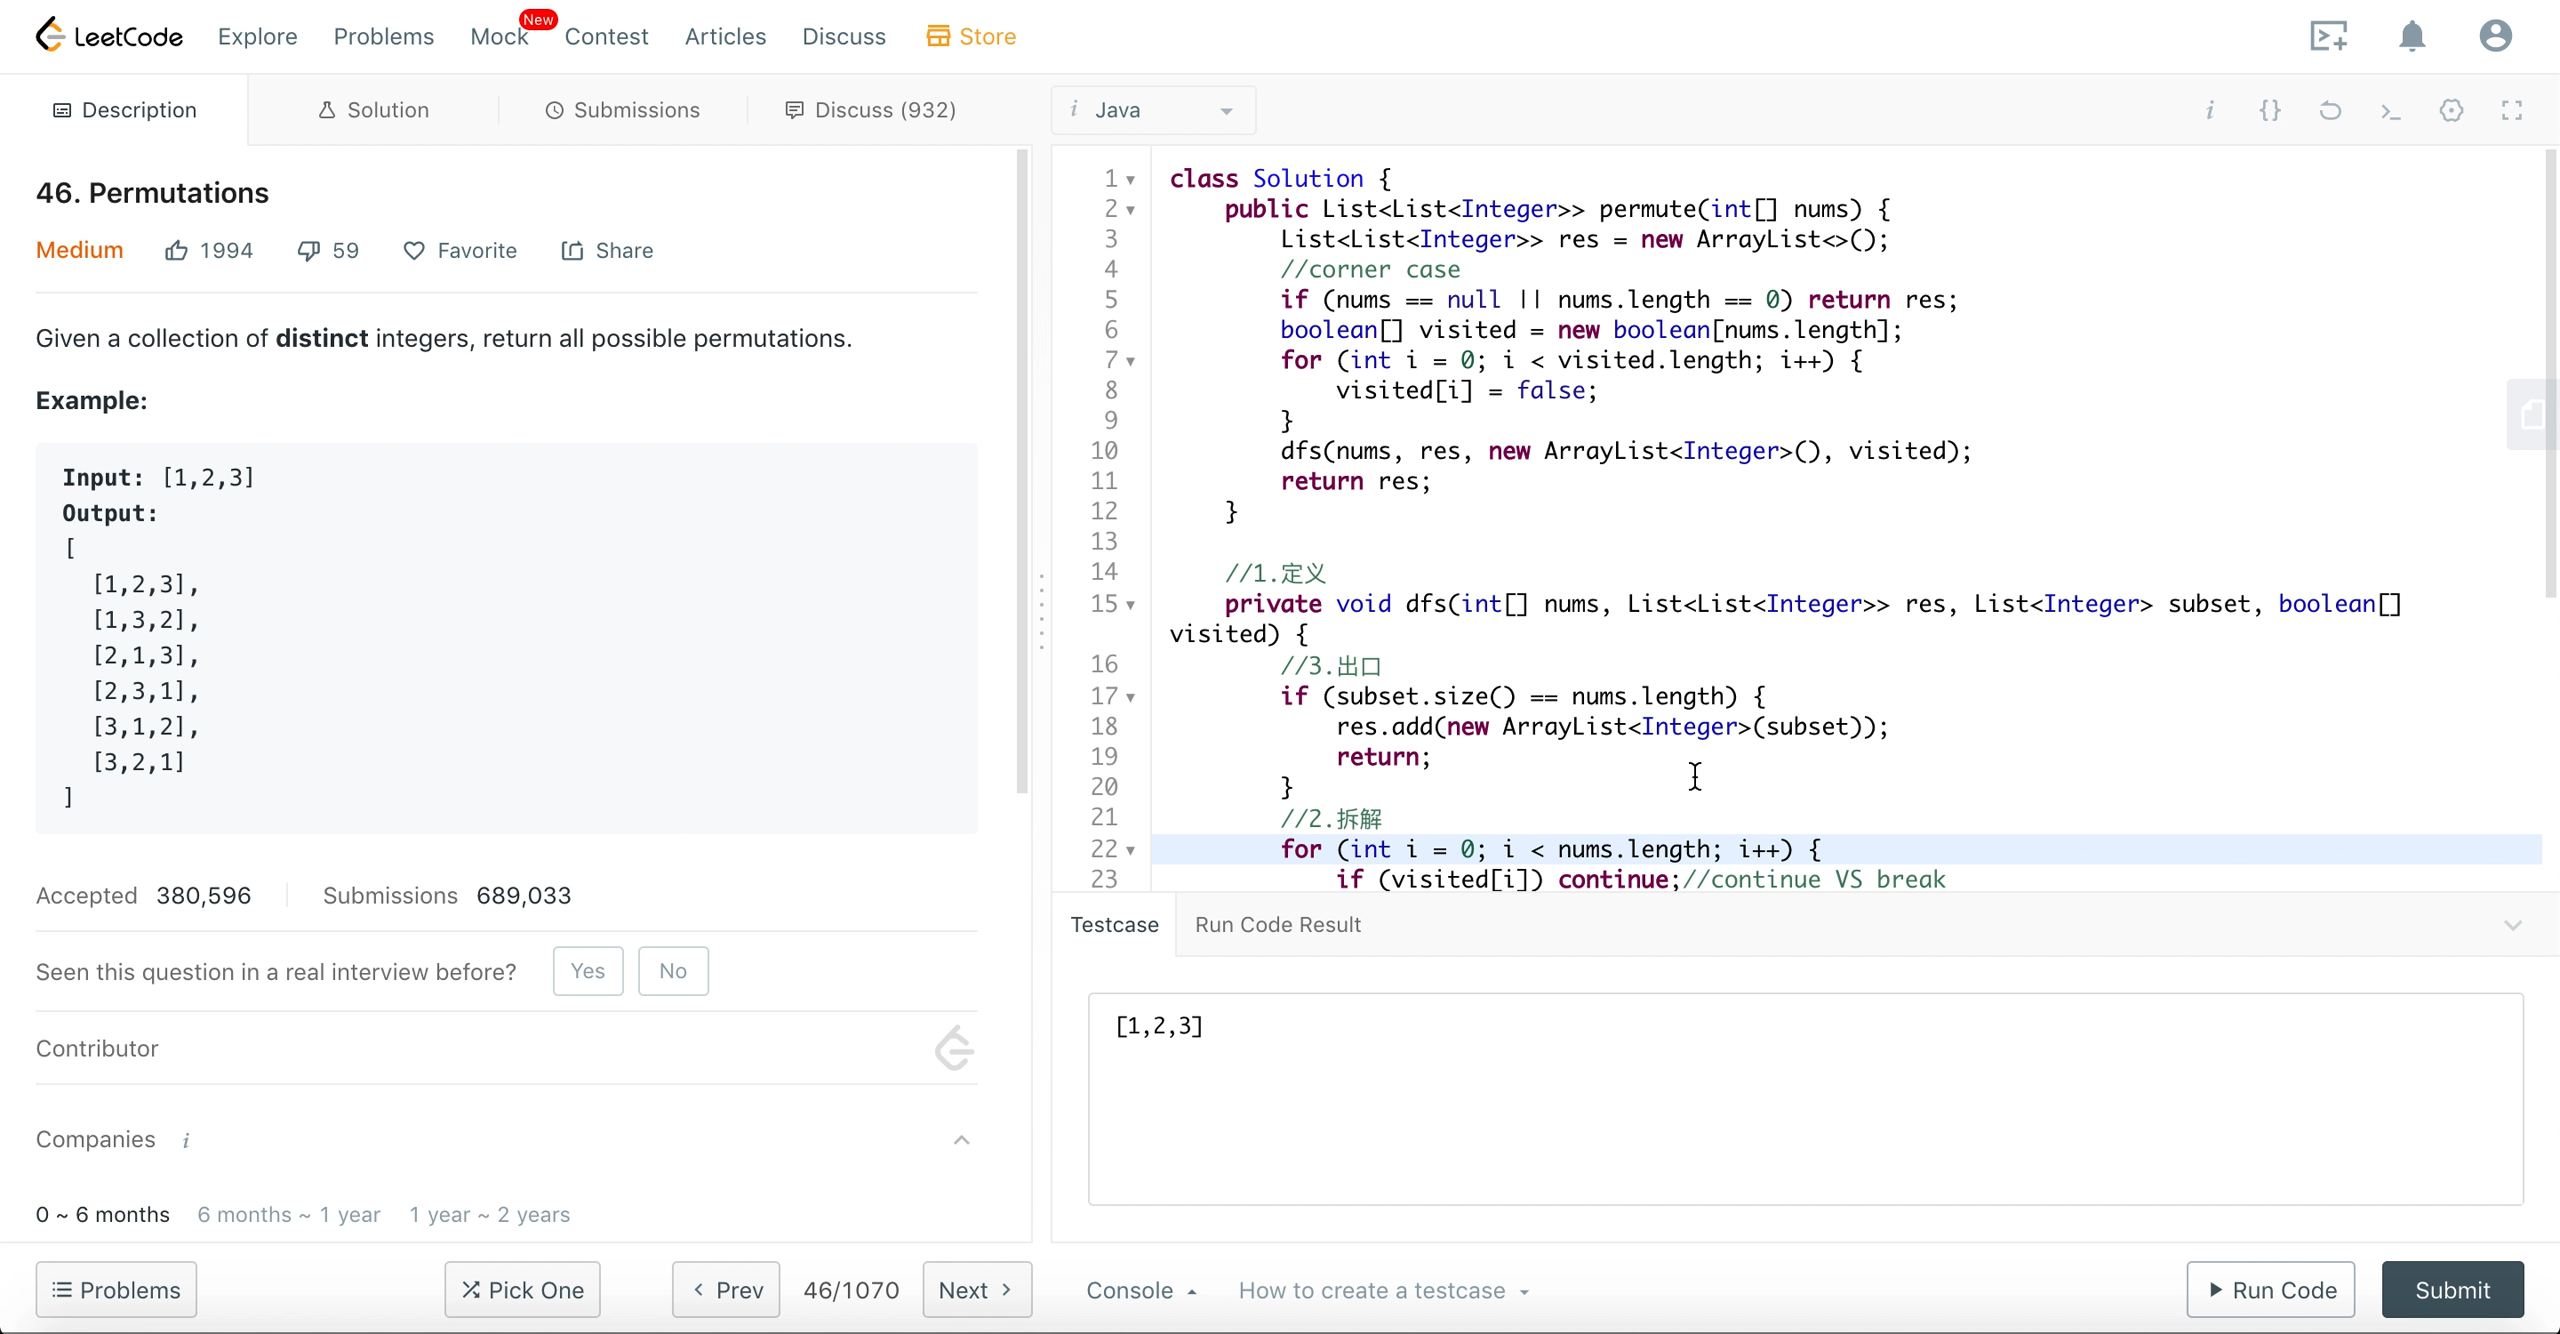 LeetCode
Explore
Problems
Mock
New
Contest
Articles
Discuss
Store
Description
Solution
Submissions
Discuss (932)
46. Permutations
Medium
1994
59
Favorite
Share
Given a collection of distinct integers, return all possible permutations.
Example:
Input: [1,2,3]
Output:
[
[1,2,3],
[1,3,2],
[2,1,3],
[2,3,1],
[3,1,2],
[3,2,1]
]
Accepted 380,596
Submissions 689,033
Seen this question in a real interview before?
Yes
No
Contributor
Companies i
0 ~ 6 months
6 months ~ 1 year
1 year ~ 2 years
Problems
Pick One
Prev
46/1070
Next
i Java
i {}
1 class Solution {
2 public List<List<Integer>> permute(int[] nums) {
3 List<List<Integer>> res = new ArrayList<>();
4 //corner case
5 if (nums == null || nums.length == 0) return res;
6 boolean[] visited = new boolean[nums.length];
7 for (int i = 0; i < visited.length; i++) {
8 visited[i] = false;
9 }
10 dfs(nums, res, new ArrayList<Integer>(), visited);
11 return res;
12 }
13
14 //1.定义
15 private void dfs(int[] nums, List<List<Integer>> res, List<Integer> subset, boolean[]
visited) {
16 //3.出口
17 if (subset.size() == nums.length) {
18 res.add(new ArrayList<Integer>(subset));
19 return;
20 }
21 //2.拆解
22 for (int i = 0; i < nums.length; i++) {
23 if (visited[i]) continue;//continue VS break
Testcase
Run Code Result
[1,2,3]
Console
How to create a testcase
Run Code
Submit